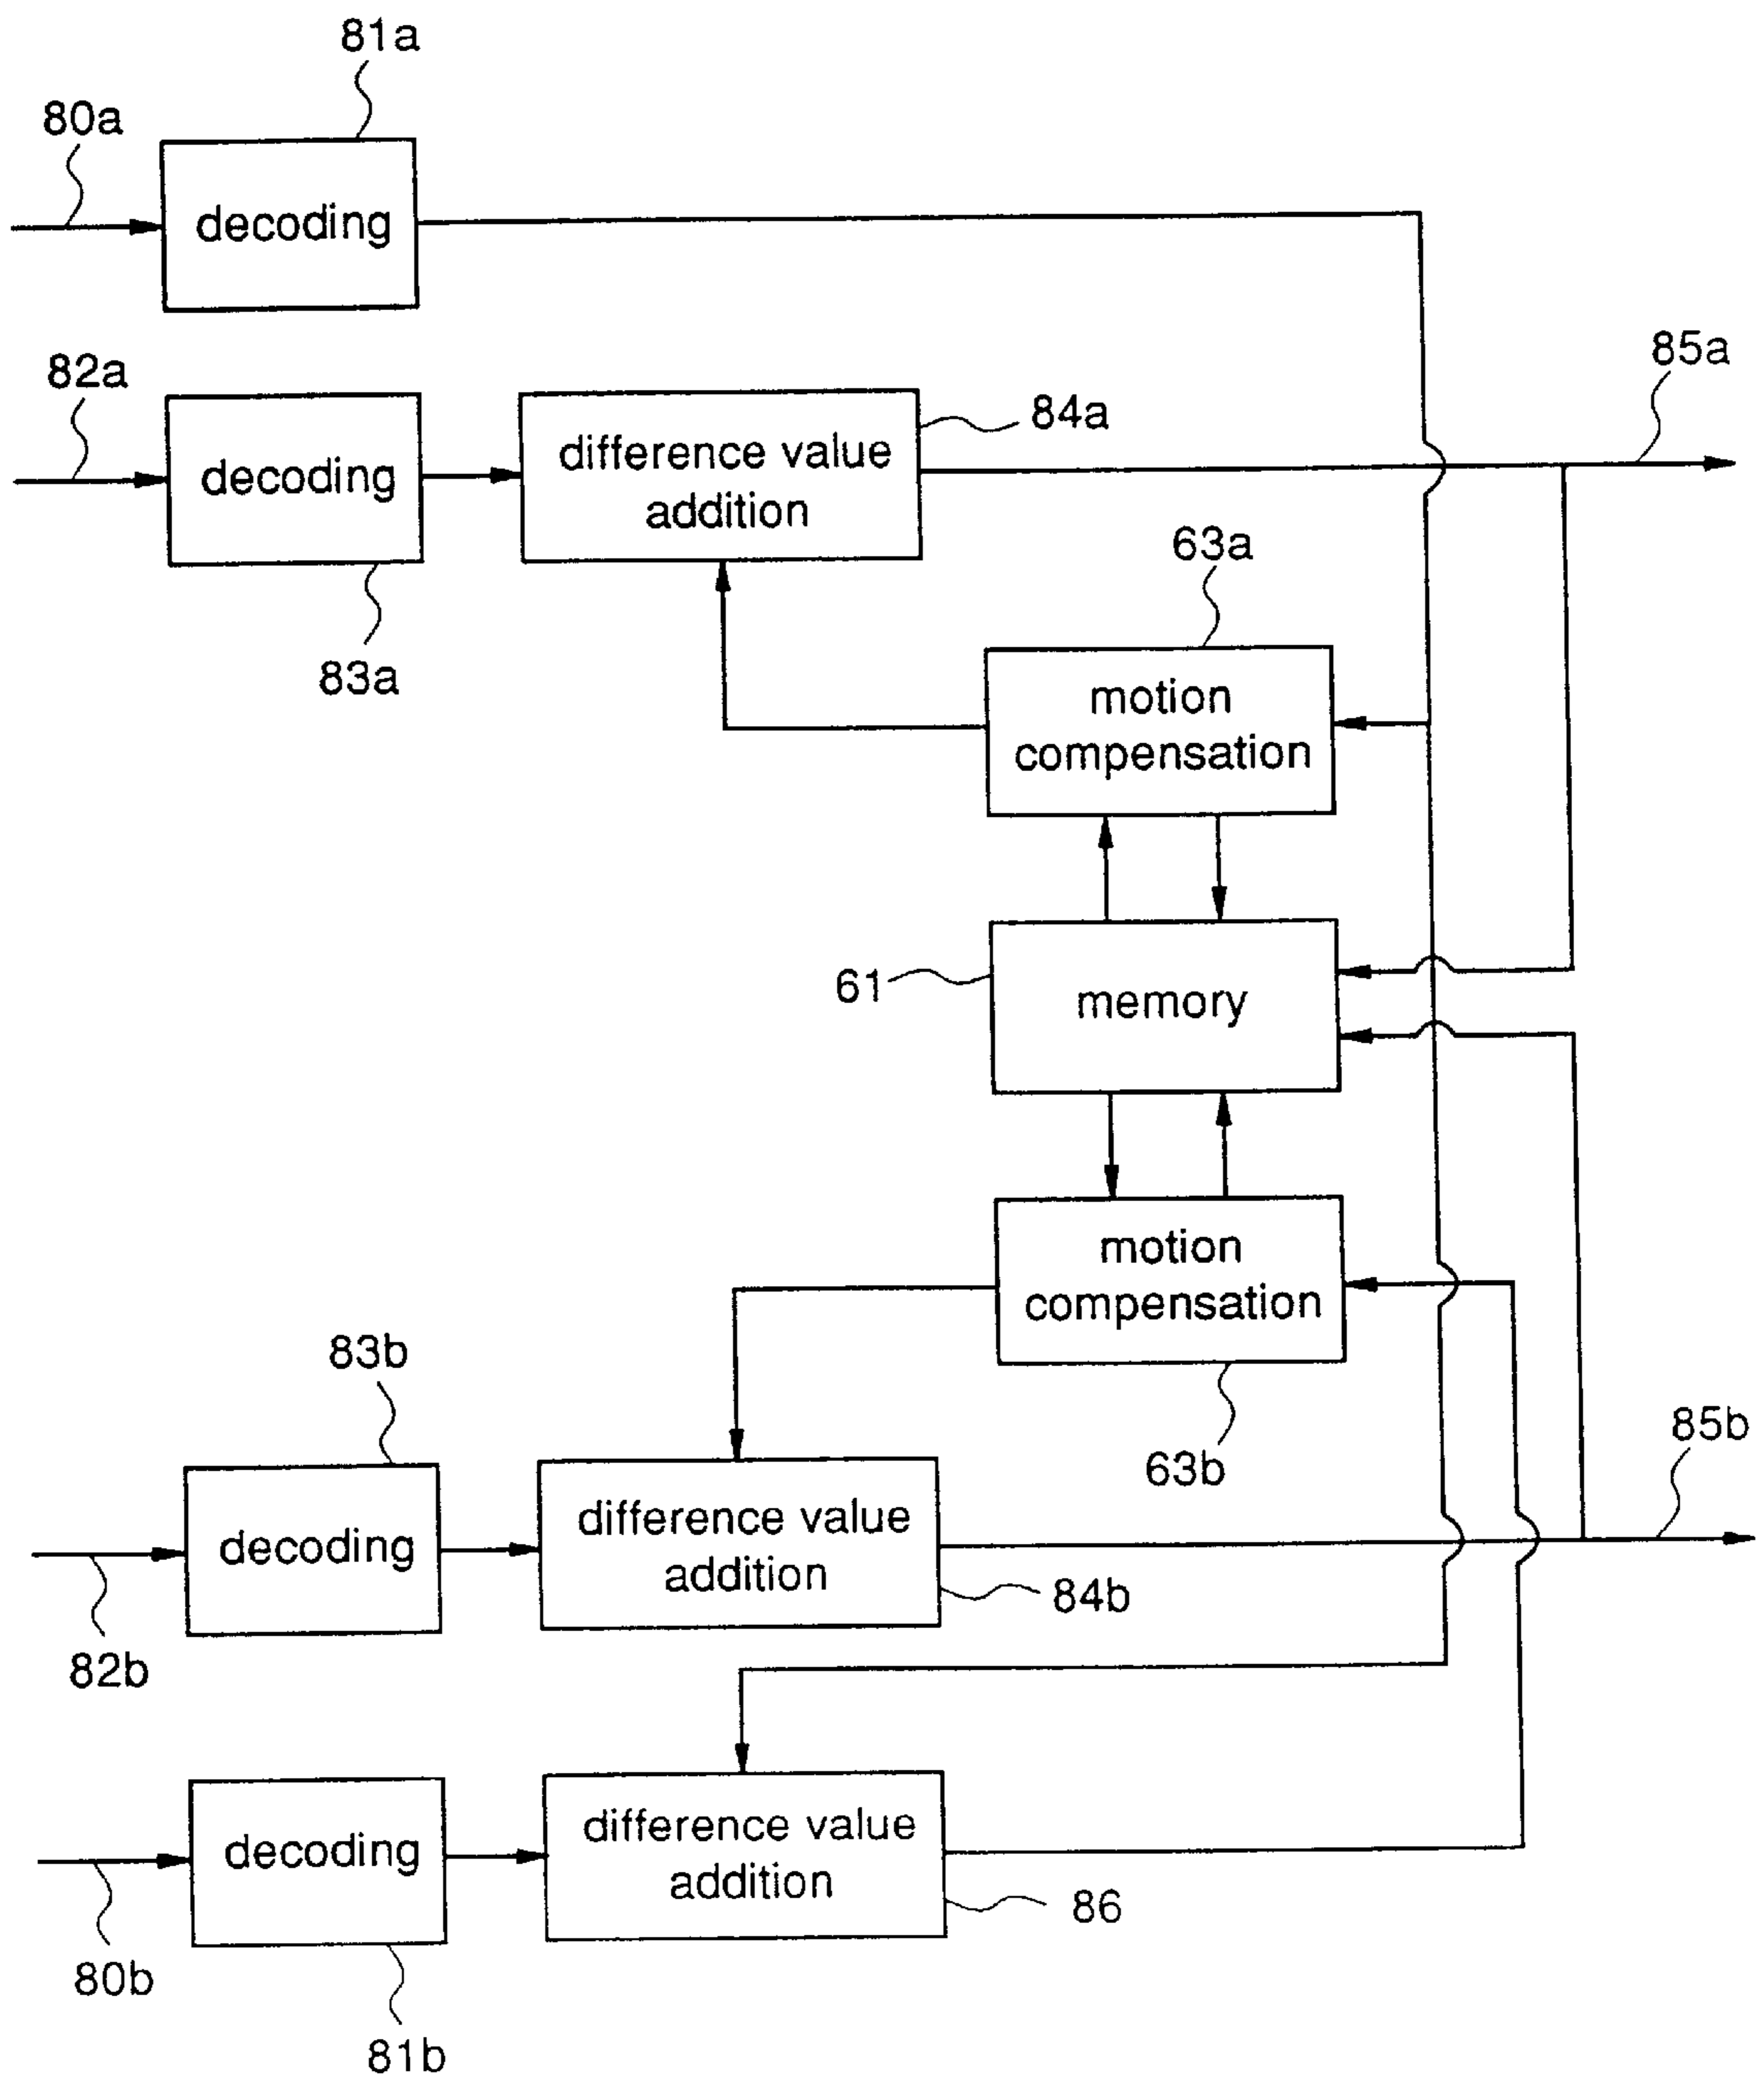 81a
80a
decoding
82a
85a
84a
decoding
difference value
addition
63a
83a
motion
compensation
61
memory
motion
compensation
83b
63b
85b
decoding
difference value
addition
84b
82b
decoding
difference value
addition
86
80b
81b